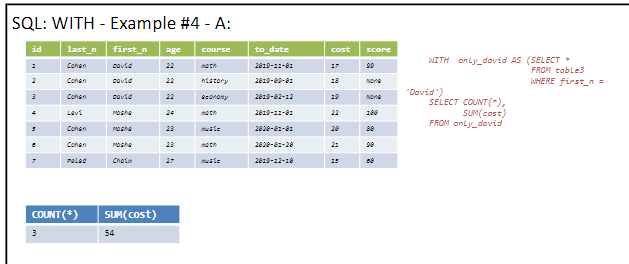 SQL: WITH - Example #4 - A:
id last_n first_n age course to_date cost score
1 Cohen David 22 math 2019-11-01 17 99
2 Cohen David 22 history 2019-09-01 18 None
3 Cohen David 22 economy 2019-02-12 19 None
4 Levi Moshe 24 math 2019-11-01 22 100
5 Cohen Moshe 23 music 2020-01-01 20 80
6 Cohen Moshe 23 math 2020-01-20 21 90
7 Peled Chaim 27 music 2019-12-10 15 60
WITH only_david AS (SELECT *
FROM table3
WHERE first_n =
'David')
SELECT COUNT(*),
SUM(cost)
FROM only_david
COUNT(*) SUM(cost)
3 54